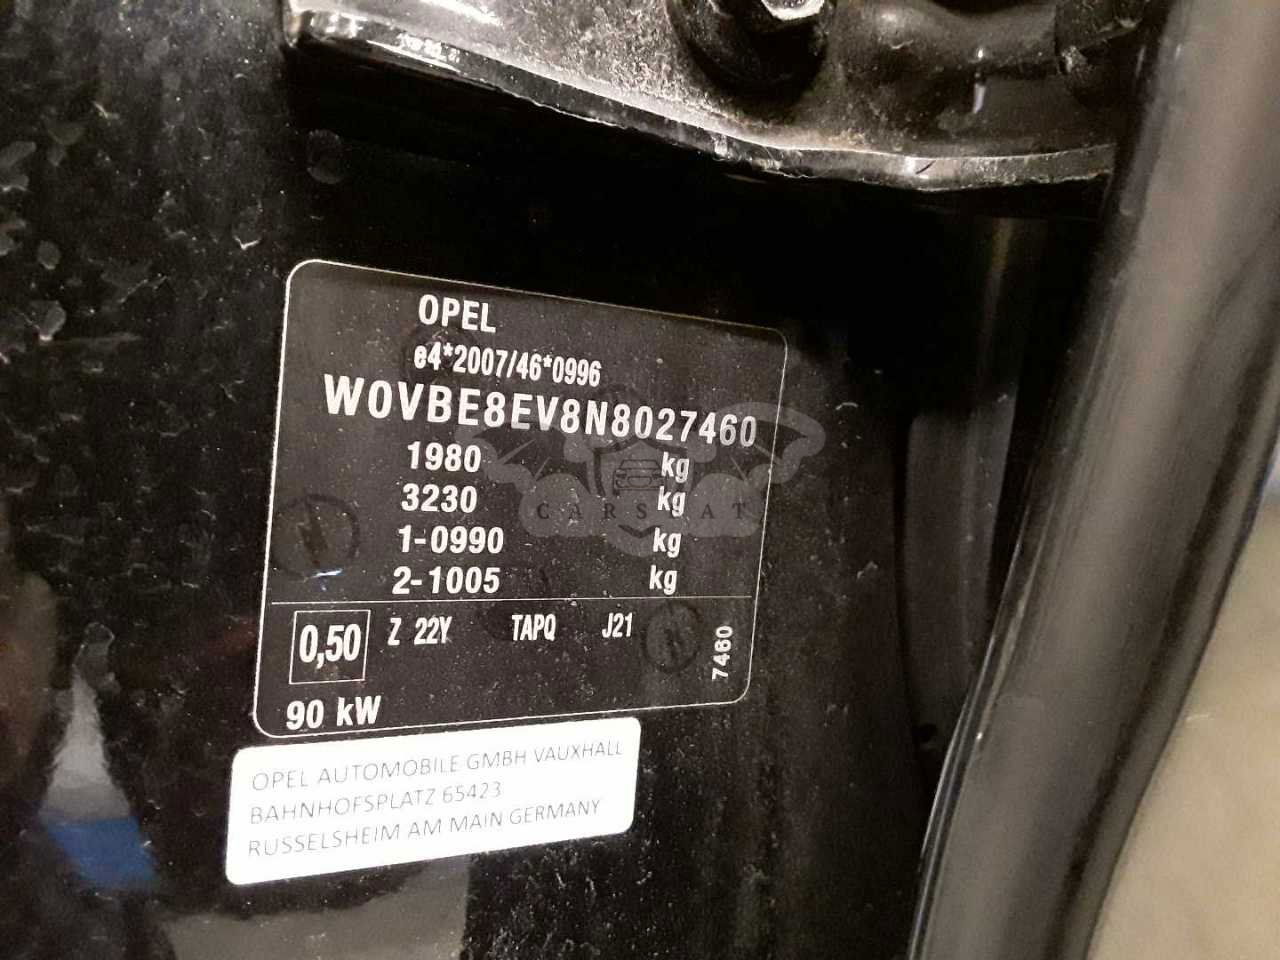 OPEL
e4*2007/46*0996
W0VBE8EV8N8027460
1980 kg
3230 kg
1-0990 kg
2-1005 kg
0,50 Z 22Y TAPQ J21
7460
90 kW
OPEL AUTOMOBILE GMBH VAUXHALL
BAHNHOFSPLATZ 65423
RUSSELSHEIM AM MAIN GERMANY